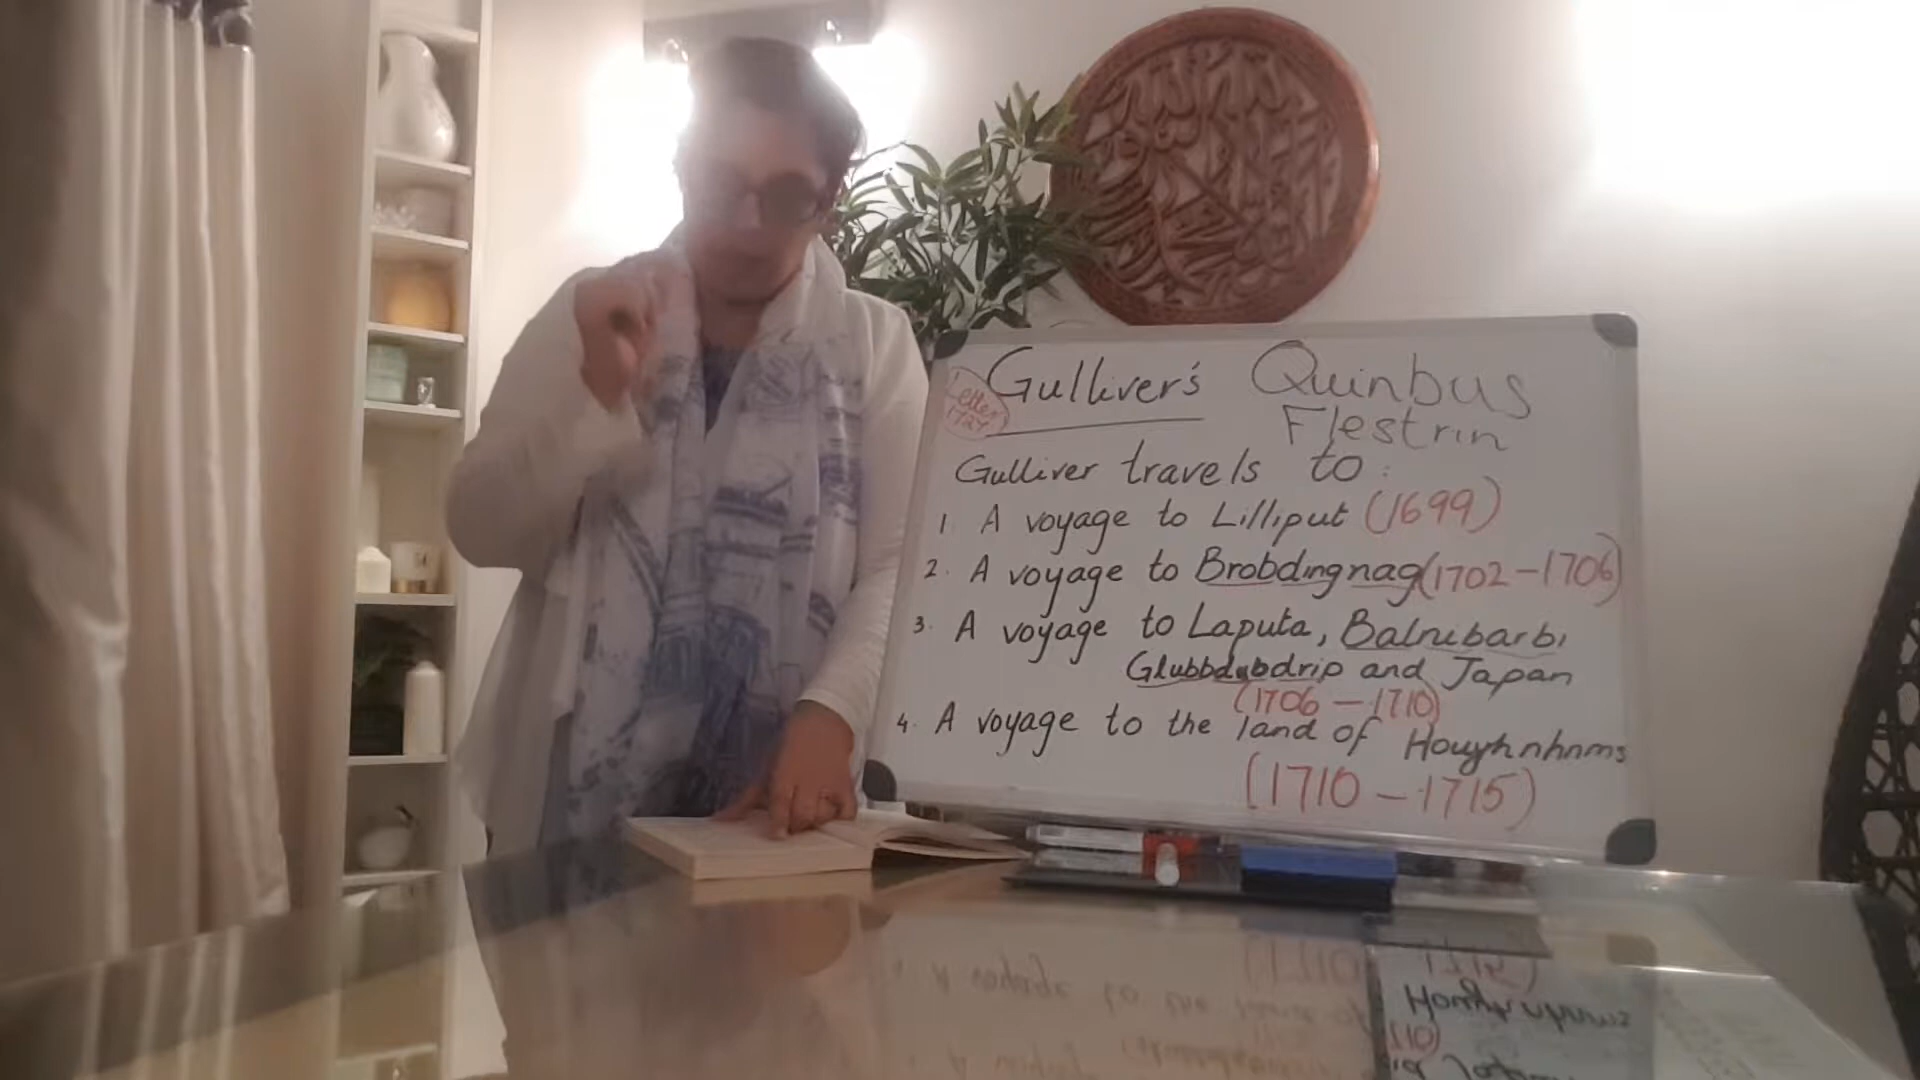 Letter
1727
Gulliver's Quinbus
Flestrin
Gulliver travels to:
1. A voyage to Lilliput (1699)
2. A voyage to Brobdingnag (1702 – 1706)
3. A voyage to Laputa, Balnibarbi
Glubbdubdrip and Japan
(1706 – 1710)
4. A voyage to the land of Houyhnhnms
(1710 – 1715)